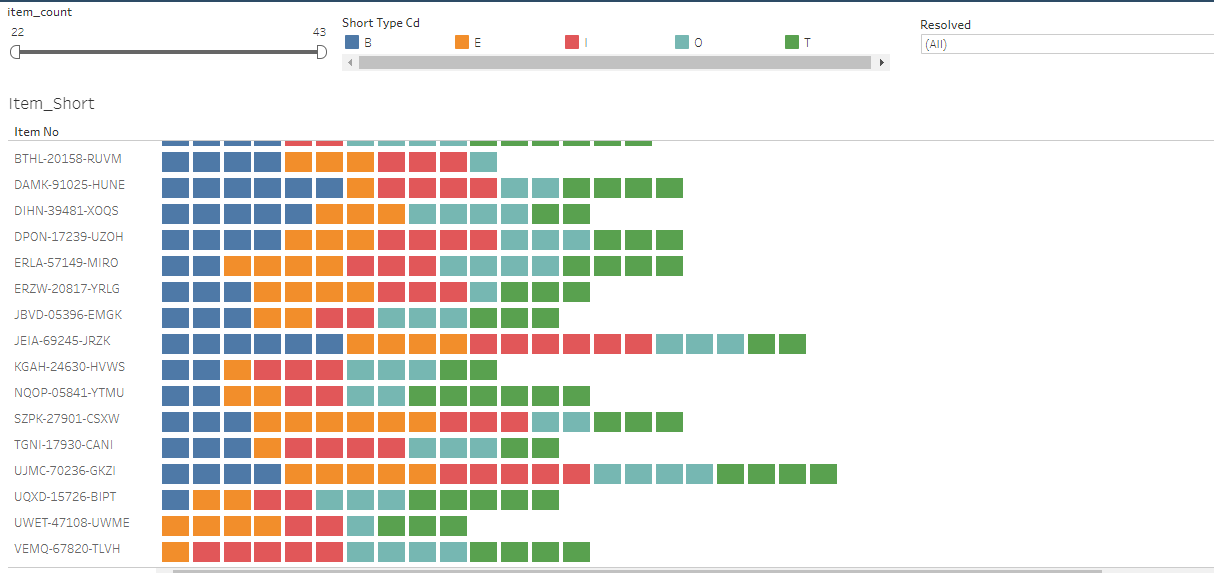 item_count
22 43
Short Type Cd
B E I O T
Resolved
(All)
Item_Short
Item No
BTHL-20158-RUVM
DAMK-91025-HUNE
DIHN-39481-XOQS
DPON-17239-UZOH
ERLA-57149-MIRO
ERZW-20817-YRLG
JBVD-05396-EMGK
JEIA-69245-JRZK
KGAH-24630-HVWS
NQOP-05841-YTMU
SZPK-27901-CSXW
TGNI-17930-CANI
UJMC-70236-GKZI
UQXD-15726-BIPT
UWET-47108-UWME
VEMQ-67820-TLVH